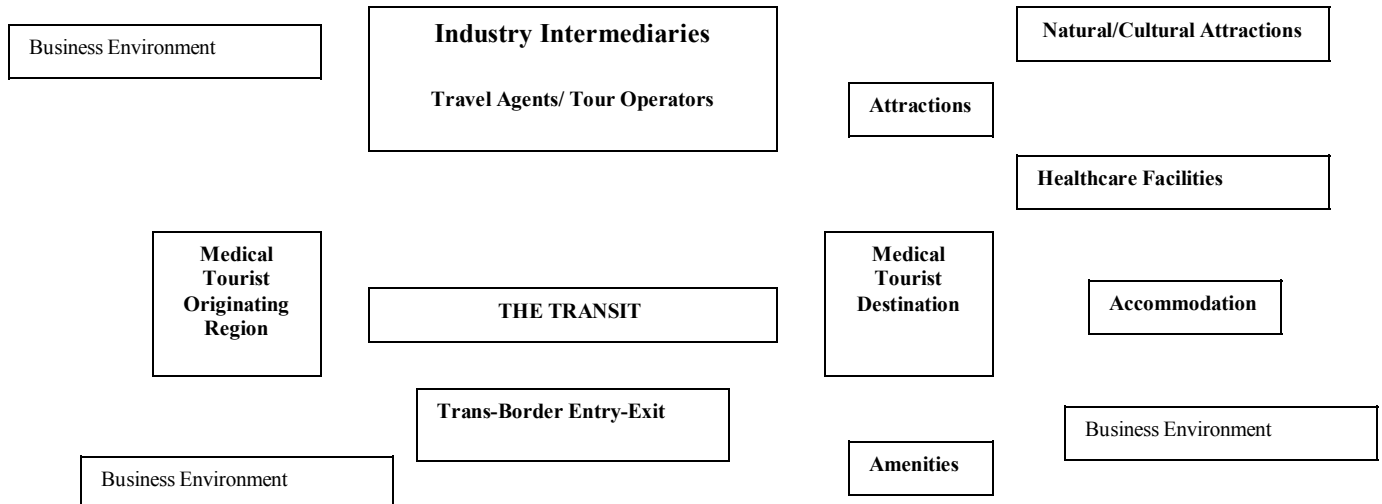 Business Environment
Industry Intermediaries
Travel Agents/ Tour Operators
Natural/Cultural Attractions
Attractions
Healthcare Facilities
Medical
Tourist
Originating
Region
THE TRANSIT
Medical
Tourist
Destination
Accommodation
Trans-Border Entry-Exit
Business Environment
Amenities
Business Environment